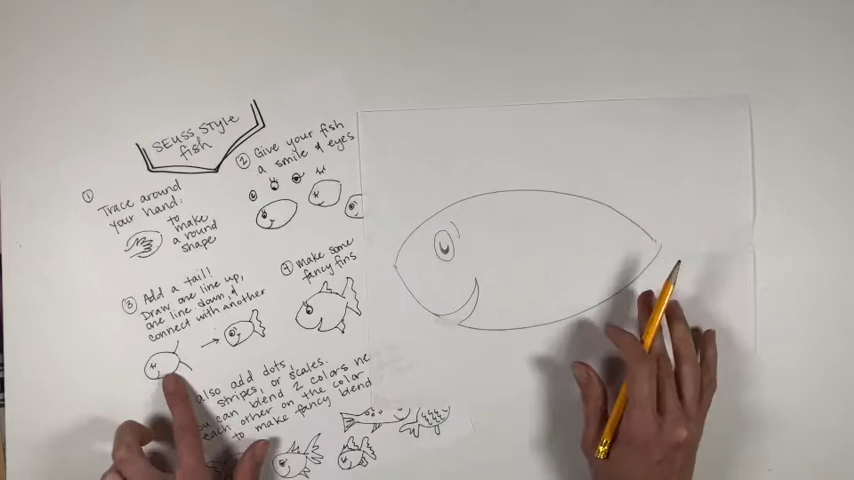 SEUSS STYLE
fish
① Trace around
your hand:
to
make
a round
shape
② Give your fish
a smile & eyes
③ Add a tail!
Draw one line up,
one line down, &
connect with another
④ make some
fancy fins
also add dots
stripes, or scales.
can blend 2 colors
each other on the color
to make fancy blend